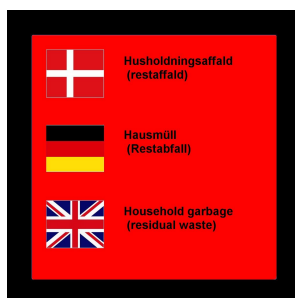 Husholdningsaffald
(restaffald)
Hausmüll
(Restabfall)
Household garbage
(residual waste)